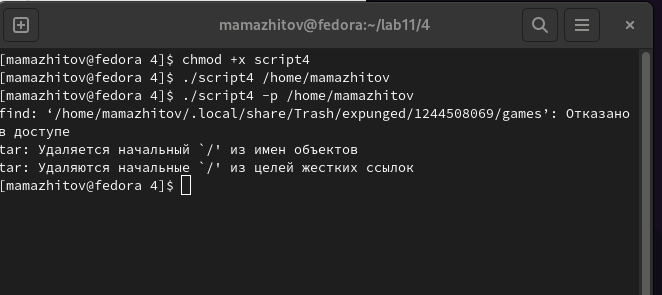 mamazhitov@fedora:~/lab11/4
[mamazhitov@fedora 4]$ chmod +x script4
[mamazhitov@fedora 4]$ ./script4 /home/mamazhitov
[mamazhitov@fedora 4]$ ./script4 -p /home/mamazhitov
find: ‘/home/mamazhitov/.local/share/Trash/expunged/1244508069/games’: Отказано
в доступе
tar: Удаляется начальный `/' из имен объектов
tar: Удаляются начальные `/' из целей жестких ссылок
[mamazhitov@fedora 4]$